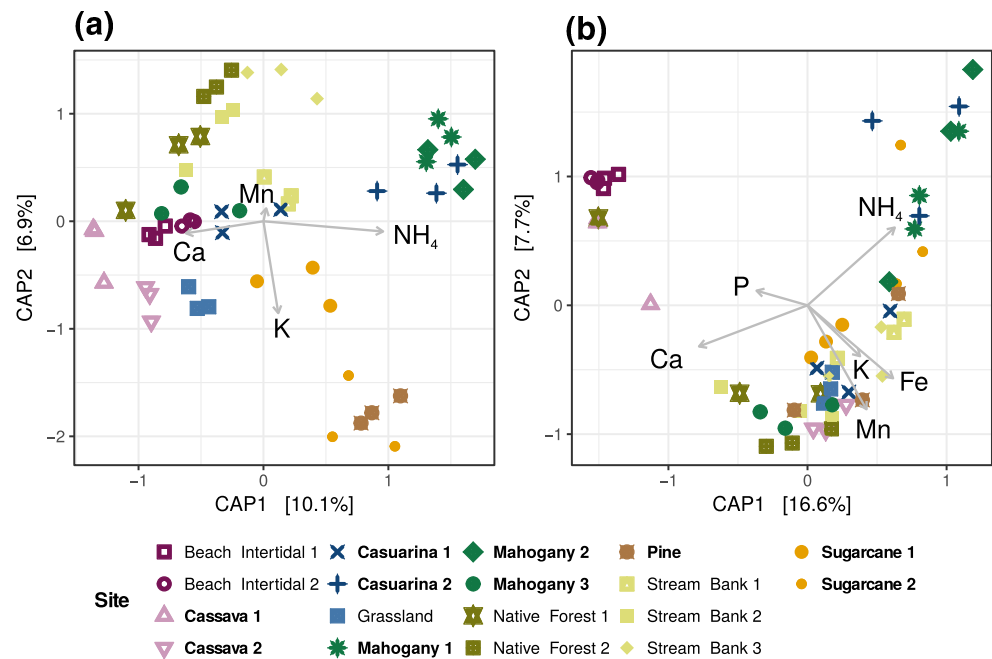 (a)
1
0
−1
−2
−1
0
1
CAP2 [6.9%]
CAP1 [10.1%]
Mn
NH4
Ca
K
(b)
1
0
−1
−1
0
1
CAP2 [7.7%]
CAP1 [16.6%]
NH4
P
Ca
K
Fe
Mn
Site
Beach Intertidal 1
Beach Intertidal 2
Cassava 1
Cassava 2
Casuarina 1
Casuarina 2
Grassland
Mahogany 1
Mahogany 2
Mahogany 3
Native Forest 1
Native Forest 2
Pine
Stream Bank 1
Stream Bank 2
Stream Bank 3
Sugarcane 1
Sugarcane 2